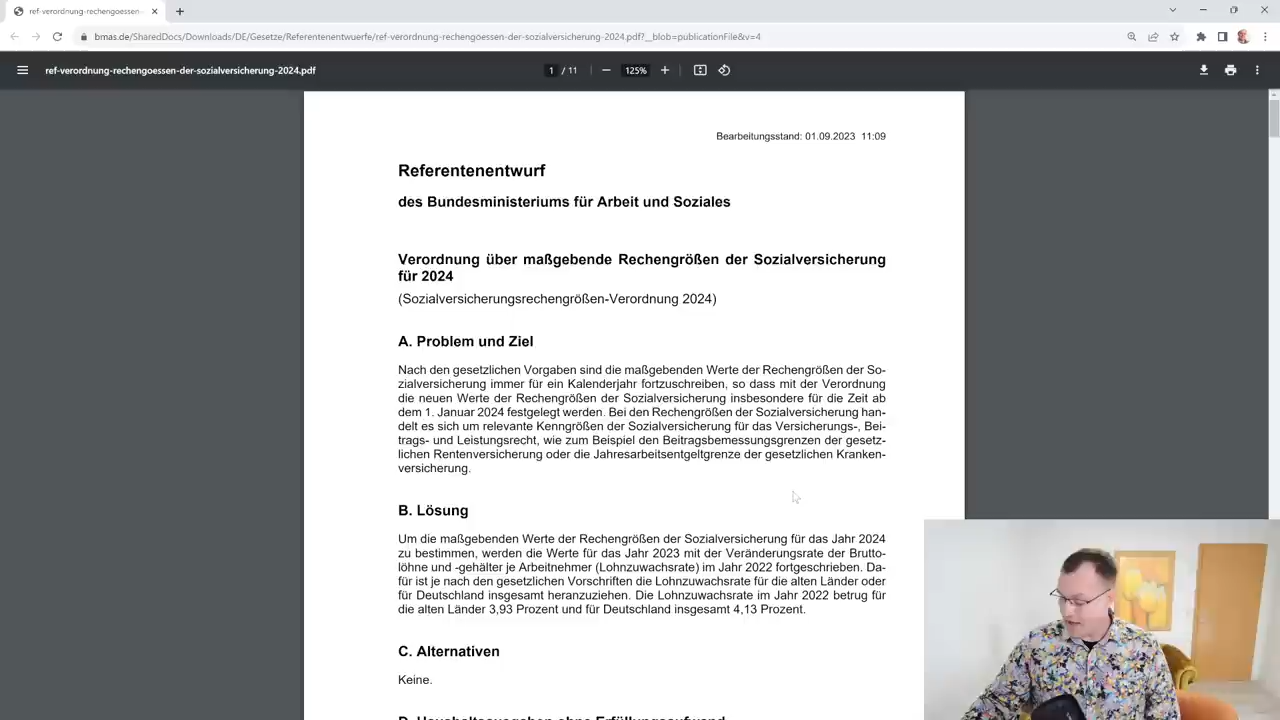 ref-verordnung-rechengoessen-
bmas.de/SharedDocs/Downloads/DE/Gesetze/Referentenentwuerfe/ref-verordnung-rechengoessen-der-sozialversicherung-2024.pdf?__blob=publicationFile&v=4
ref-verordnung-rechengoessen-der-sozialversicherung-2024.pdf
1 / 11
125%
Bearbeitungsstand: 01.09.2023 11:09
Referentenentwurf
des Bundesministeriums für Arbeit und Soziales
Verordnung über maßgebende Rechengrößen der Sozialversicherung
für 2024
(Sozialversicherungsrechengrößen-Verordnung 2024)
A. Problem und Ziel
Nach den gesetzlichen Vorgaben sind die maßgebenden Werte der Rechengrößen der So-
zialversicherung immer für ein Kalenderjahr fortzuschreiben, so dass mit der Verordnung
die neuen Werte der Rechengrößen der Sozialversicherung insbesondere für die Zeit ab
dem 1. Januar 2024 festgelegt werden. Bei den Rechengrößen der Sozialversicherung han-
delt es sich um relevante Kenngrößen der Sozialversicherung für das Versicherungs-, Bei-
trags- und Leistungsrecht, wie zum Beispiel den Beitragsbemessungsgrenzen der gesetz-
lichen Rentenversicherung oder die Jahresarbeitsentgeltgrenze der gesetzlichen Kranken-
versicherung.
B. Lösung
Um die maßgebenden Werte der Rechengrößen der Sozialversicherung für das Jahr 2024
zu bestimmen, werden die Werte für das Jahr 2023 mit der Veränderungsrate der Brutto-
löhne und -gehälter je Arbeitnehmer (Lohnzuwachsrate) im Jahr 2022 fortgeschrieben. Da-
für ist je nach den gesetzlichen Vorschriften die Lohnzuwachsrate für die alten Länder oder
für Deutschland insgesamt heranzuziehen. Die Lohnzuwachsrate im Jahr 2022 betrug für
die alten Länder 3,93 Prozent und für Deutschland insgesamt 4,13 Prozent.
C. Alternativen
Keine.
D. Haushaltsausgaben ohne Erfüllungsaufwand